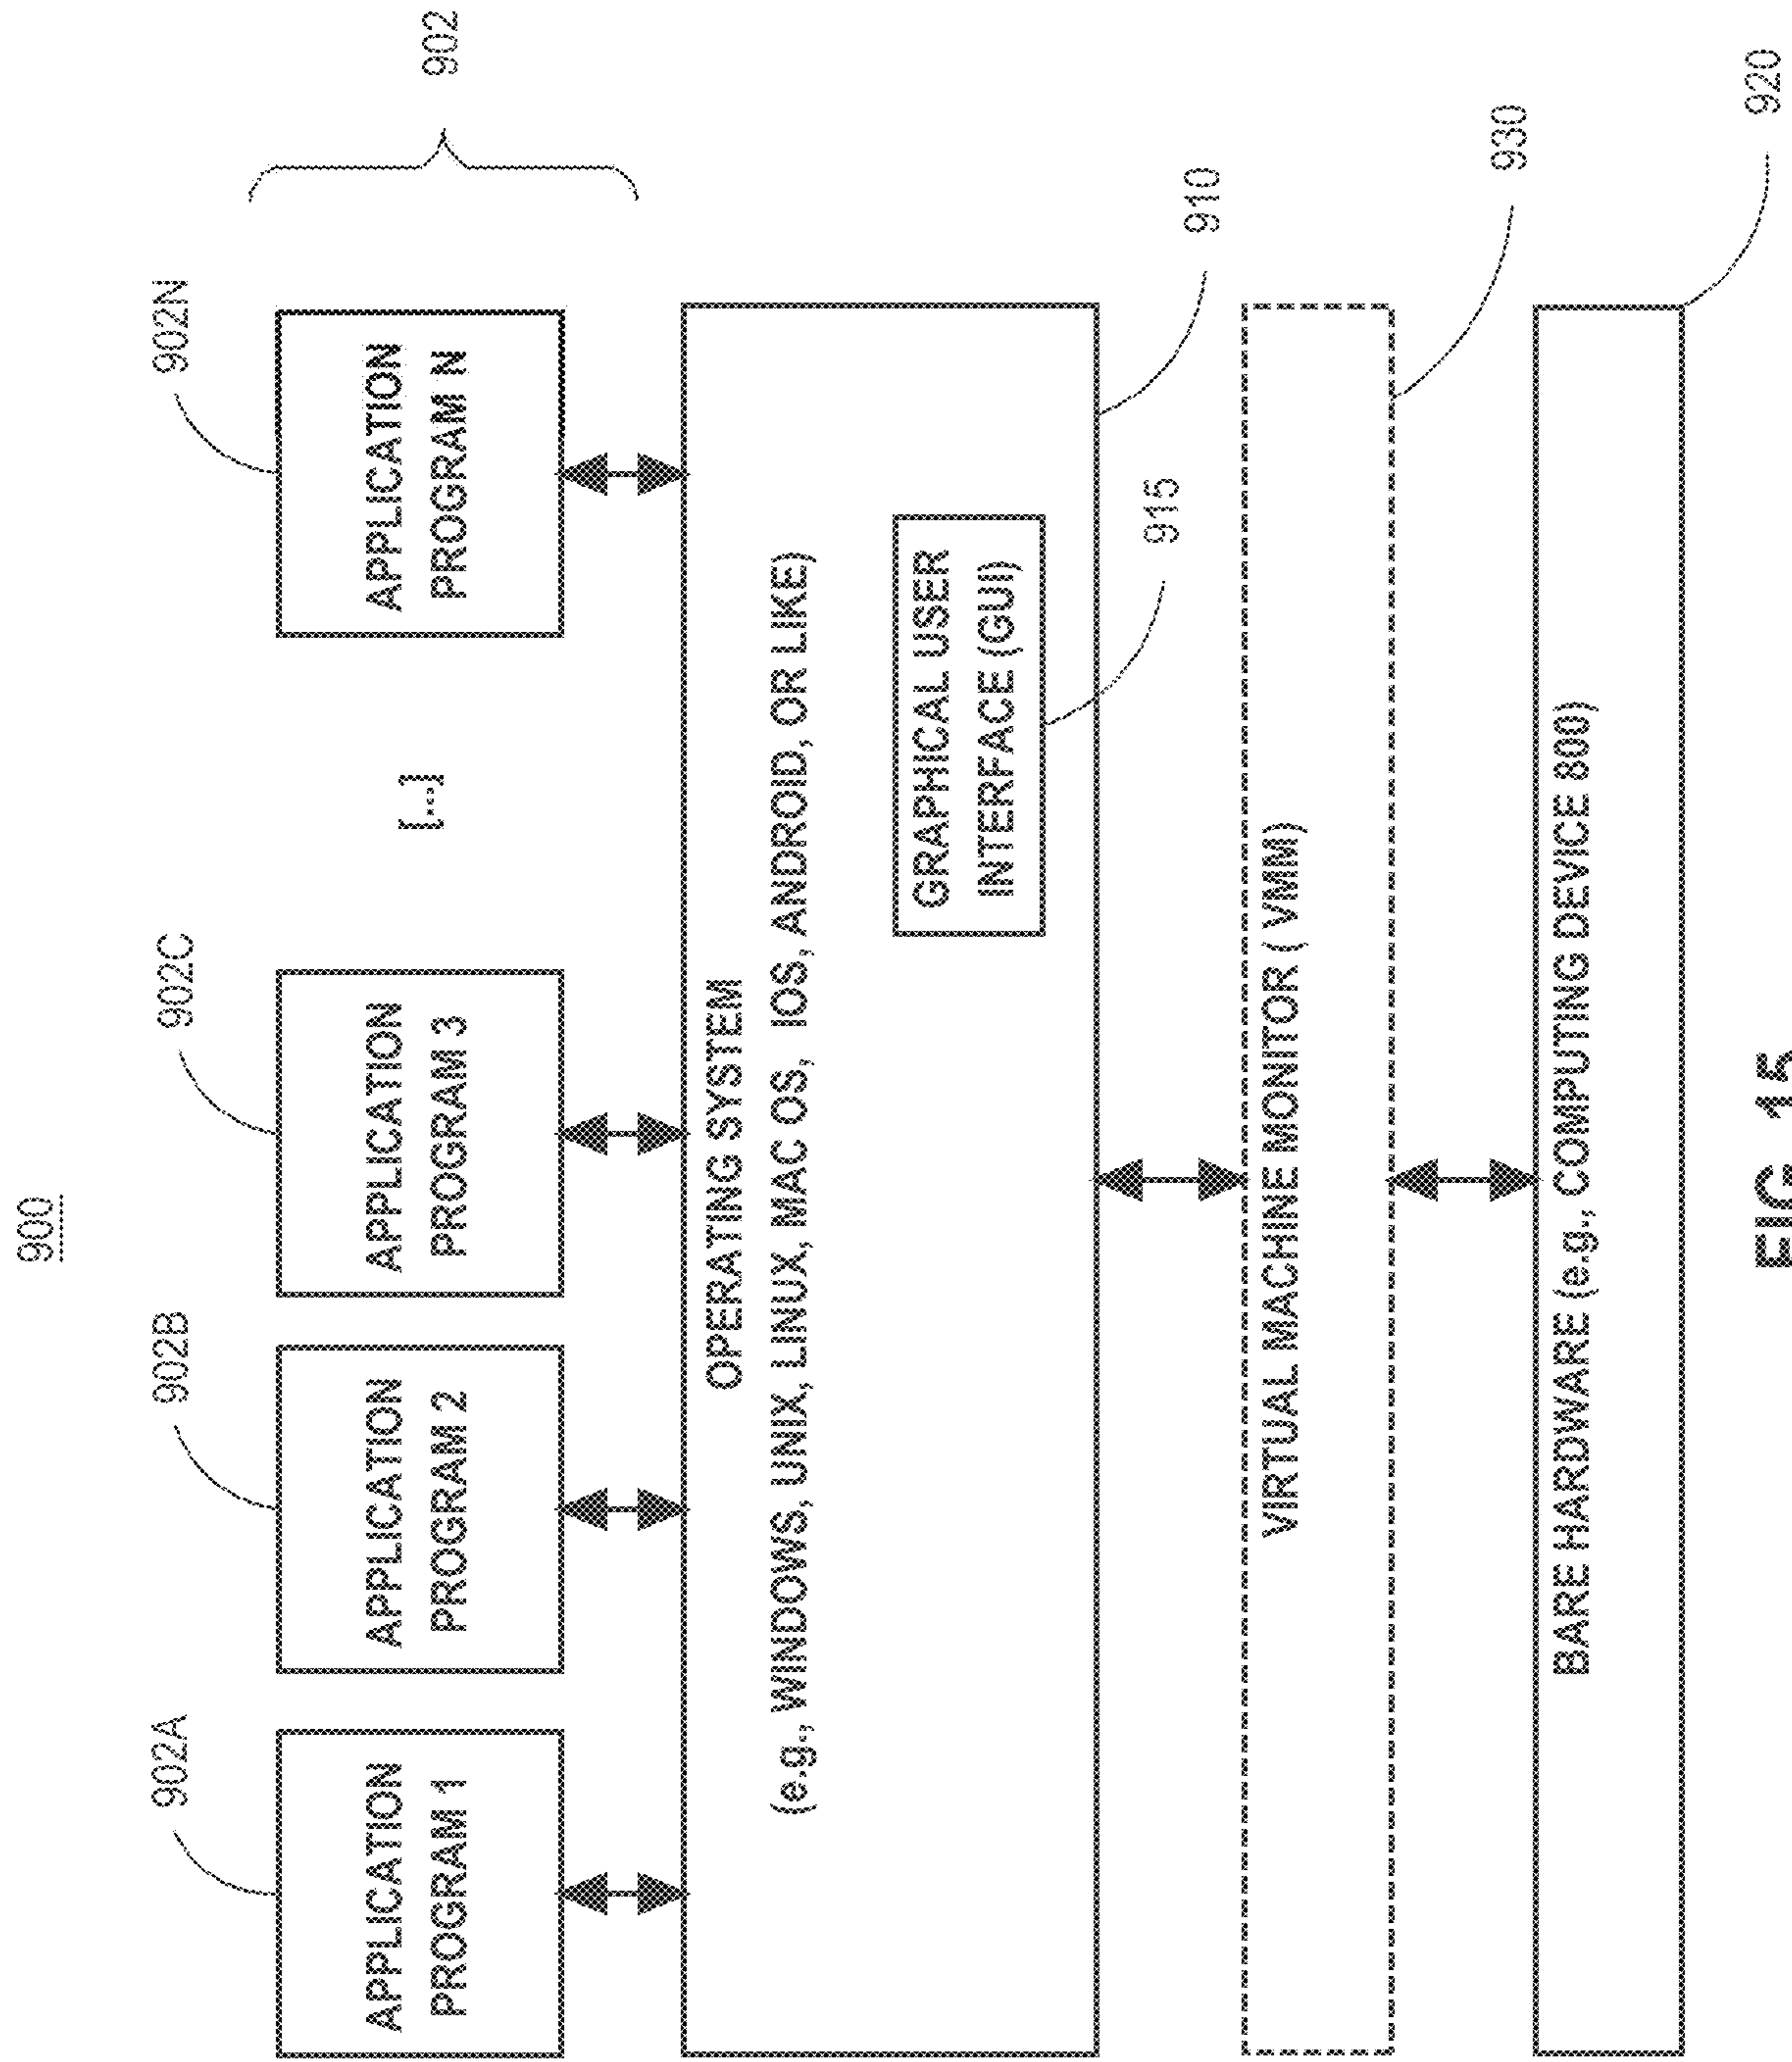 900
902A
902B
902C
902N
902
APPLICATION
PROGRAM 1
APPLICATION
PROGRAM 2
APPLICATION
PROGRAM 3
[...]
APPLICATION
PROGRAM N
OPERATING SYSTEM
(e.g., WINDOWS, UNIX, LINUX, MAC OS, IOS, ANDROID, OR LIKE)
GRAPHICAL USER
INTERFACE (GUI)
915
910
VIRTUAL MACHINE MONITOR ( VMM)
930
BARE HARDWARE (e.g., COMPUTING DEVICE 800)
920
FIG. 15